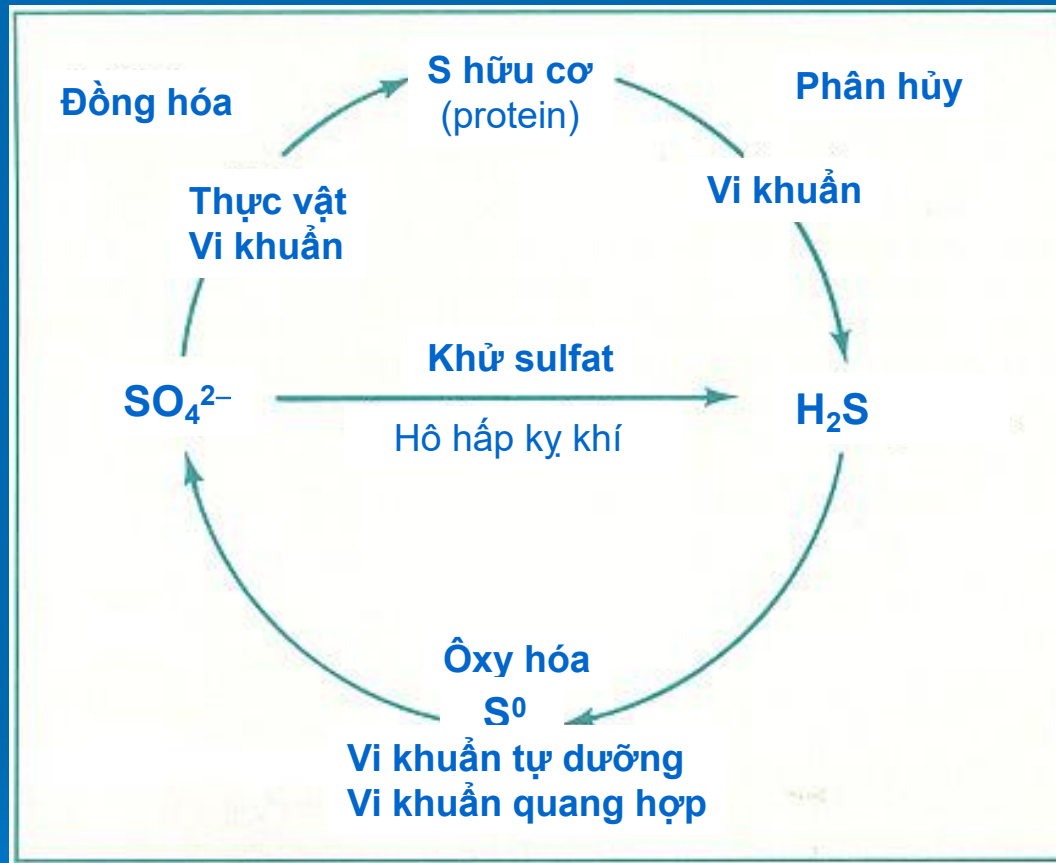 S hữu cơ
(protein)
Đồng hóa
Phân hủy
Thực vật
Vi khuẩn
Vi khuẩn
Khử sulfat
SO₄²⁻
H₂S
Hô hấp kỵ khí
Ôxy hóa
S⁰
Vi khuẩn tự dưỡng
Vi khuẩn quang hợp